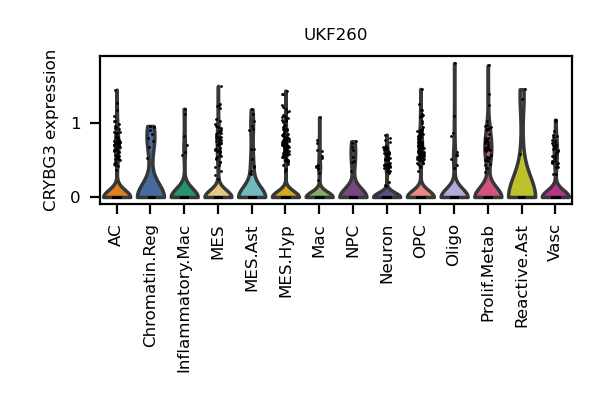 UKF260
CRYBG3 expression
1
0
AC
Chromatin.Reg
Inflammatory.Mac
MES
MES.Ast
MES.Hyp
Mac
NPC
Neuron
OPC
Oligo
Prolif.Metab
Reactive.Ast
Vasc